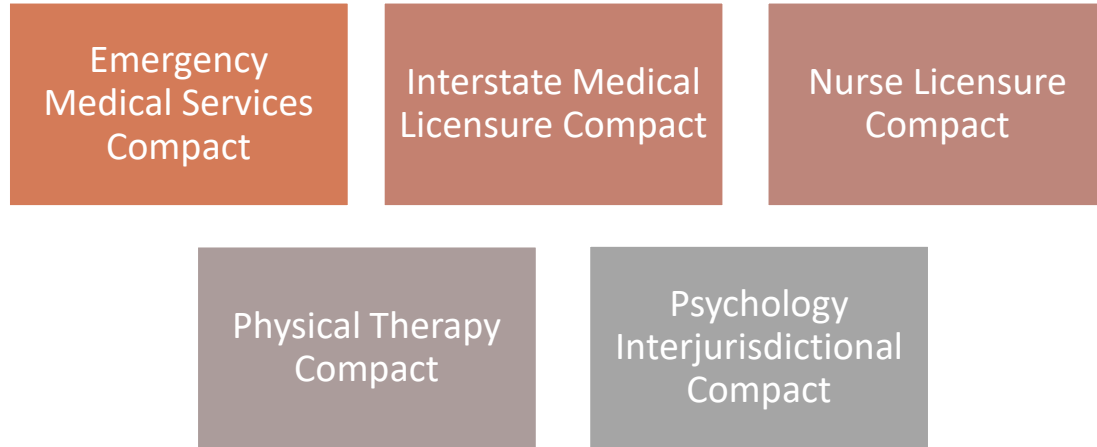 Emergency
Medical Services
Compact
Interstate Medical
Licensure Compact
Nurse Licensure
Compact
Physical Therapy
Compact
Psychology
Interjurisdictional
Compact